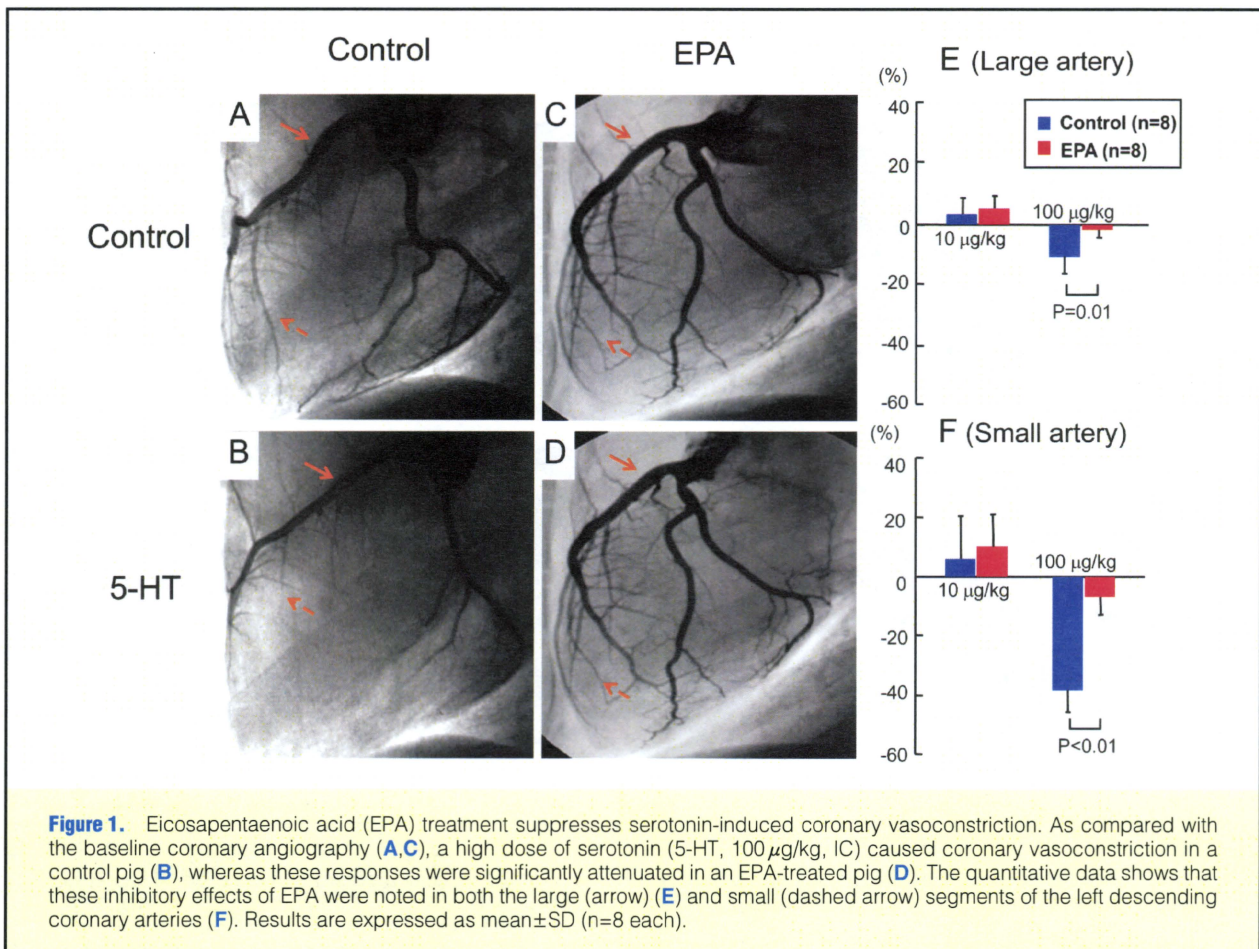 Control
EPA
Control
5-HT
A
C
B
D
E (Large artery)
(%)
40
20
0
-20
-40
-60
Control (n=8)
EPA (n=8)
10 µg/kg
100 µg/kg
P=0.01
F (Small artery)
(%)
40
20
0
-20
-40
-60
10 µg/kg
100 µg/kg
P<0.01
Figure 1. Eicosapentaenoic acid (EPA) treatment suppresses serotonin-induced coronary vasoconstriction. As compared with
the baseline coronary angiography (A,C), a high dose of serotonin (5-HT, 100 µg/kg, IC) caused coronary vasoconstriction in a
control pig (B), whereas these responses were significantly attenuated in an EPA-treated pig (D). The quantitative data shows that
these inhibitory effects of EPA were noted in both the large (arrow) (E) and small (dashed arrow) segments of the left descending
coronary arteries (F). Results are expressed as mean±SD (n=8 each).